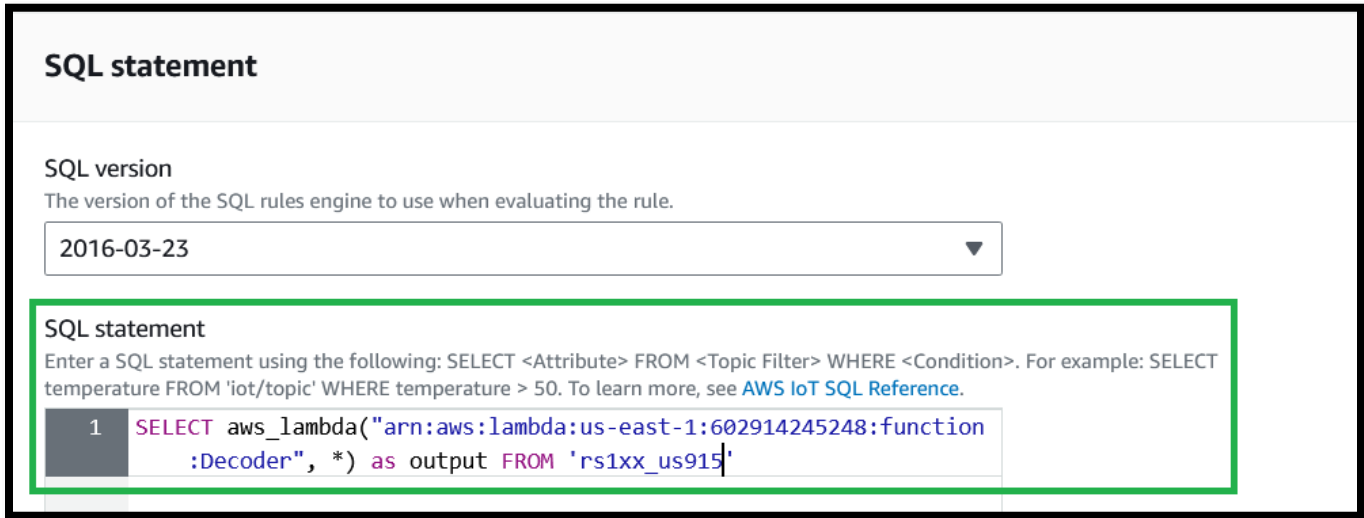 SQL statement
SQL version
The version of the SQL rules engine to use when evaluating the rule.
2016-03-23
SQL statement
Enter a SQL statement using the following: SELECT <Attribute> FROM <Topic Filter> WHERE <Condition>. For example: SELECT
temperature FROM 'iot/topic' WHERE temperature > 50. To learn more, see AWS IoT SQL Reference.
1 SELECT aws_lambda("arn:aws:lambda:us-east-1:602914245248:function
:Decoder", *) as output FROM 'rs1xx_us915'